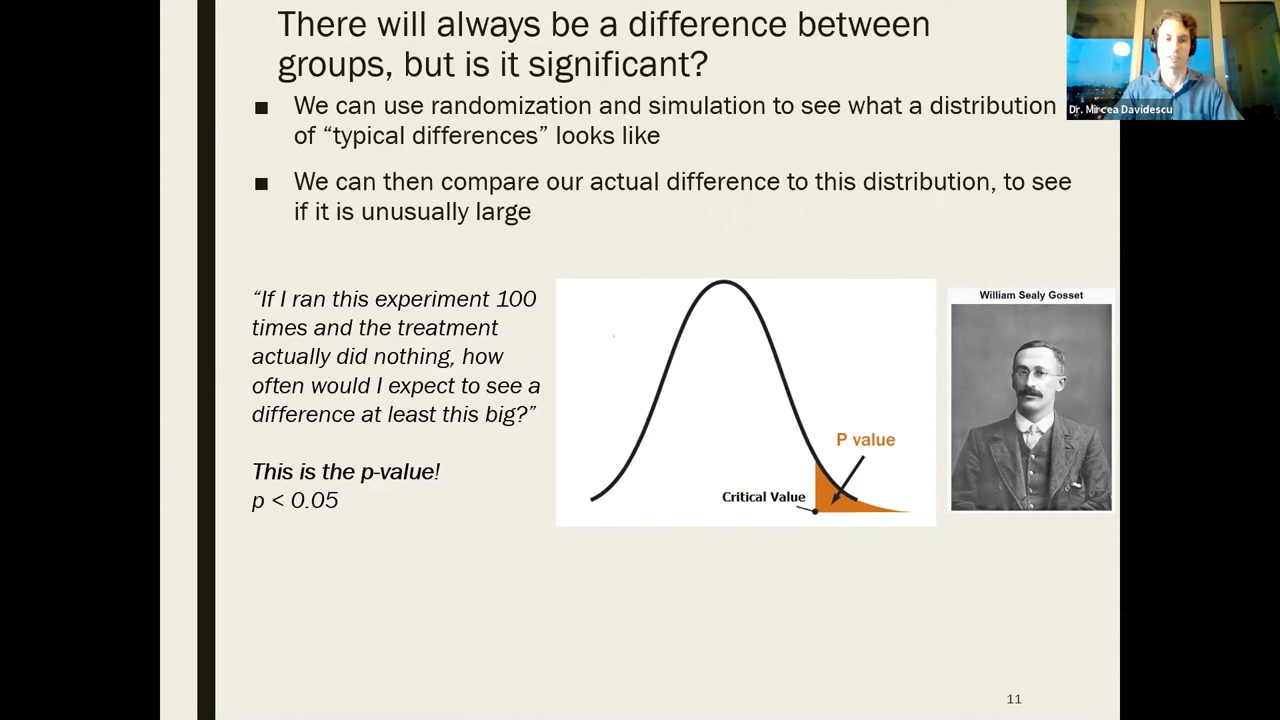 There will always be a difference between
groups, but is it significant?
■ We can use randomization and simulation to see what a distribution
of “typical differences” looks like
■ We can then compare our actual difference to this distribution, to see
if it is unusually large
“If I ran this experiment 100
times and the treatment
actually did nothing, how
often would I expect to see a
difference at least this big?”
This is the p-value!
p < 0.05
P value
Critical Value
William Sealy Gosset
Dr. Mircea Davidescu
11